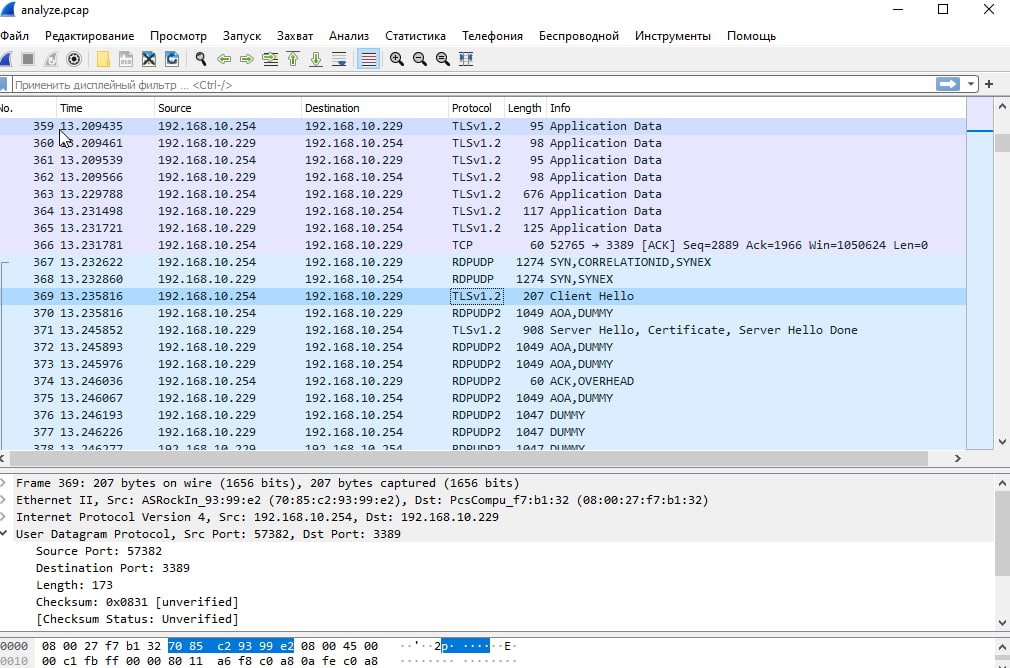 analyze.pcap
Файл Редактирование Просмотр Запуск Захват Анализ Статистика Телефония Беспроводной Инструменты Помощь
Применить дисплейный фильтр ... <Ctrl-/>
No. Time Source Destination Protocol Length Info
359 13.209435 192.168.10.254 192.168.10.229 TLSv1.2 95 Application Data
360 13.209461 192.168.10.229 192.168.10.254 TLSv1.2 98 Application Data
361 13.209539 192.168.10.254 192.168.10.229 TLSv1.2 95 Application Data
362 13.209566 192.168.10.229 192.168.10.254 TLSv1.2 98 Application Data
363 13.229788 192.168.10.254 192.168.10.229 TLSv1.2 676 Application Data
364 13.231498 192.168.10.229 192.168.10.254 TLSv1.2 117 Application Data
365 13.231721 192.168.10.229 192.168.10.254 TLSv1.2 125 Application Data
366 13.231781 192.168.10.254 192.168.10.229 TCP 60 52765 → 3389 [ACK] Seq=2889 Ack=1966 Win=1050624 Len=0
367 13.232622 192.168.10.254 192.168.10.229 RDPUDP 1274 SYN,CORRELATIONID,SYNEX
368 13.232860 192.168.10.229 192.168.10.254 RDPUDP 1274 SYN,SYNEX
369 13.235816 192.168.10.254 192.168.10.229 TLSv1.2 207 Client Hello
370 13.235816 192.168.10.254 192.168.10.229 RDPUDP2 1049 AOA,DUMMY
371 13.245852 192.168.10.229 192.168.10.254 TLSv1.2 908 Server Hello, Certificate, Server Hello Done
372 13.245893 192.168.10.229 192.168.10.254 RDPUDP2 1049 AOA,DUMMY
373 13.245976 192.168.10.229 192.168.10.254 RDPUDP2 1049 AOA,DUMMY
374 13.246036 192.168.10.254 192.168.10.229 RDPUDP2 60 ACK,OVERHEAD
375 13.246067 192.168.10.229 192.168.10.254 RDPUDP2 1049 AOA,DUMMY
376 13.246193 192.168.10.229 192.168.10.254 RDPUDP2 1047 DUMMY
377 13.246226 192.168.10.229 192.168.10.254 RDPUDP2 1047 DUMMY
378 13.246277 192.168.10.229 192.168.10.254 RDPUDP2 1047 DUMMY
Frame 369: 207 bytes on wire (1656 bits), 207 bytes captured (1656 bits)
Ethernet II, Src: ASRockIn_93:99:e2 (70:85:c2:93:99:e2), Dst: PcsCompu_f7:b1:32 (08:00:27:f7:b1:32)
Internet Protocol Version 4, Src: 192.168.10.254, Dst: 192.168.10.229
User Datagram Protocol, Src Port: 57382, Dst Port: 3389
Source Port: 57382
Destination Port: 3389
Length: 173
Checksum: 0x0831 [unverified]
[Checksum Status: Unverified]
0000 08 00 27 f7 b1 32 70 85 c2 93 99 e2 08 00 45 00 ··'··2p· ······E·
0010 00 c1 fb ff 00 00 80 11 a6 f8 c0 a8 0a fe c0 a8 ········ ········